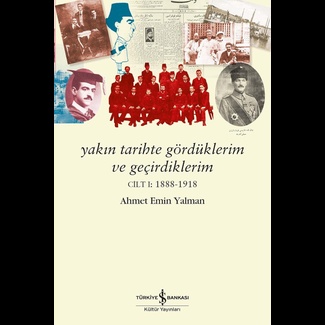 yakın tarihte gördüklerim
ve geçirdiklerim
CİLT I: 1888-1918
Ahmet Emin Yalman
TÜRKİYE İŞ BANKASI
Kültür Yayınları